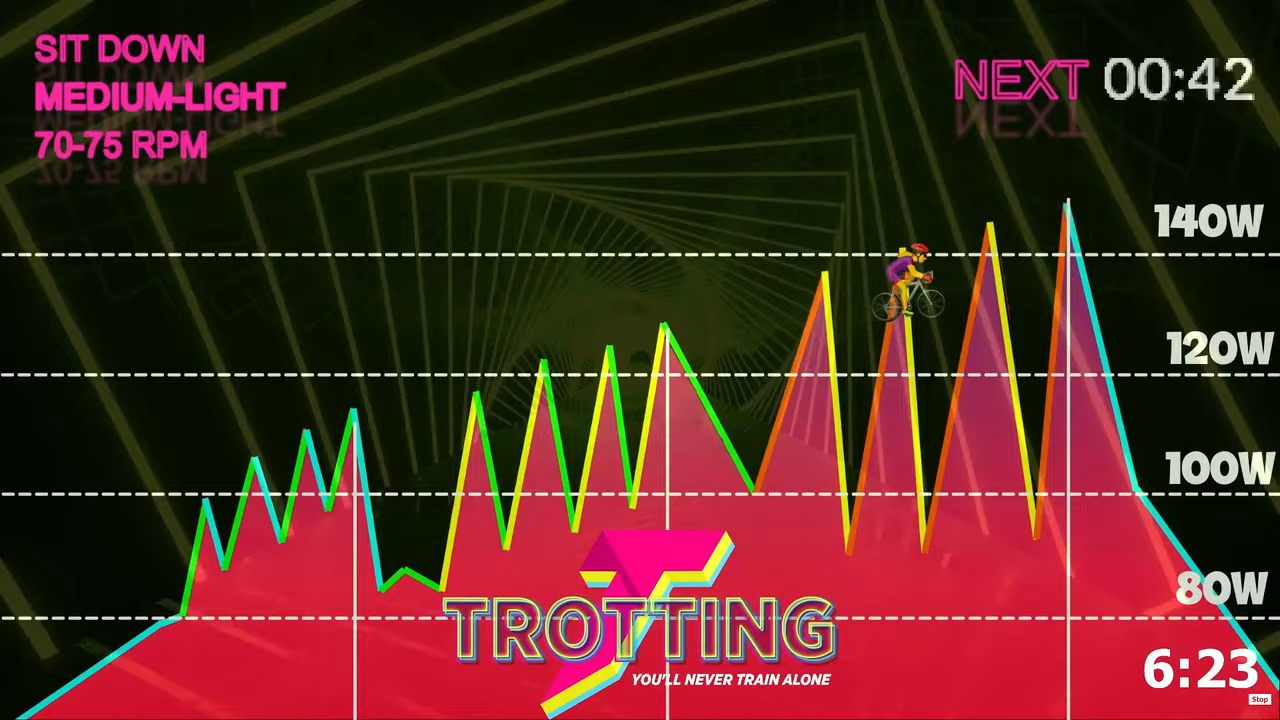 SIT DOWN
MEDIUM-LIGHT
70-75 RPM
NEXT 00:42
140W
120W
100W
80W
TROTTING
YOU'LL NEVER TRAIN ALONE
6:23
Stop